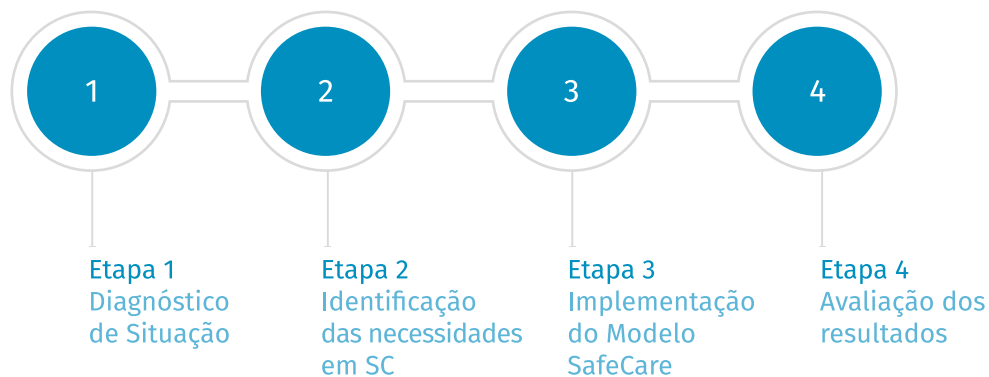 1
2
3
4
Etapa 1
Diagnóstico
de Situação
Etapa 2
Identificação
das necessidades
em SC
Etapa 3
Implementação
do Modelo
SafeCare
Etapa 4
Avaliação dos
resultados